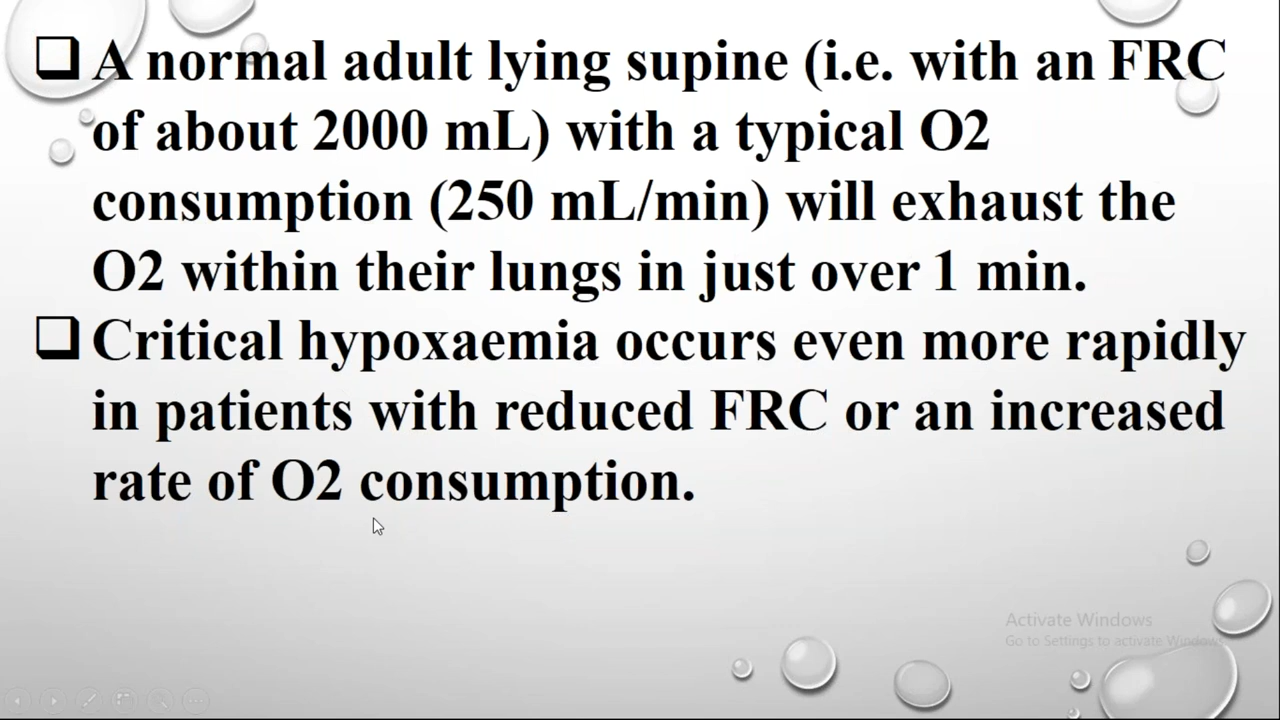 ❑ A normal adult lying supine (i.e. with an FRC
of about 2000 mL) with a typical O2
consumption (250 mL/min) will exhaust the
O2 within their lungs in just over 1 min.
❑ Critical hypoxaemia occurs even more rapidly
in patients with reduced FRC or an increased
rate of O2 consumption.
Activate Windows
Go to Settings to activate Windows.